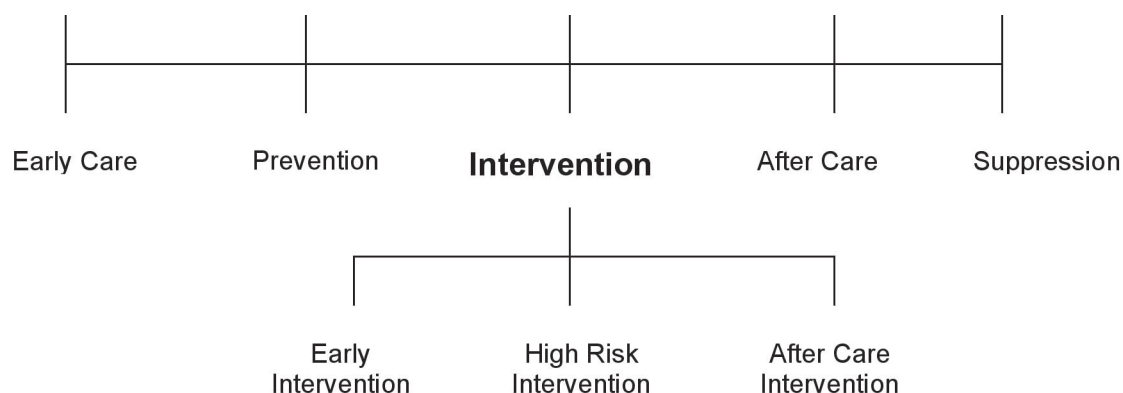 Early Care
Prevention
Intervention
After Care
Suppression
Early
Intervention
High Risk
Intervention
After Care
Intervention